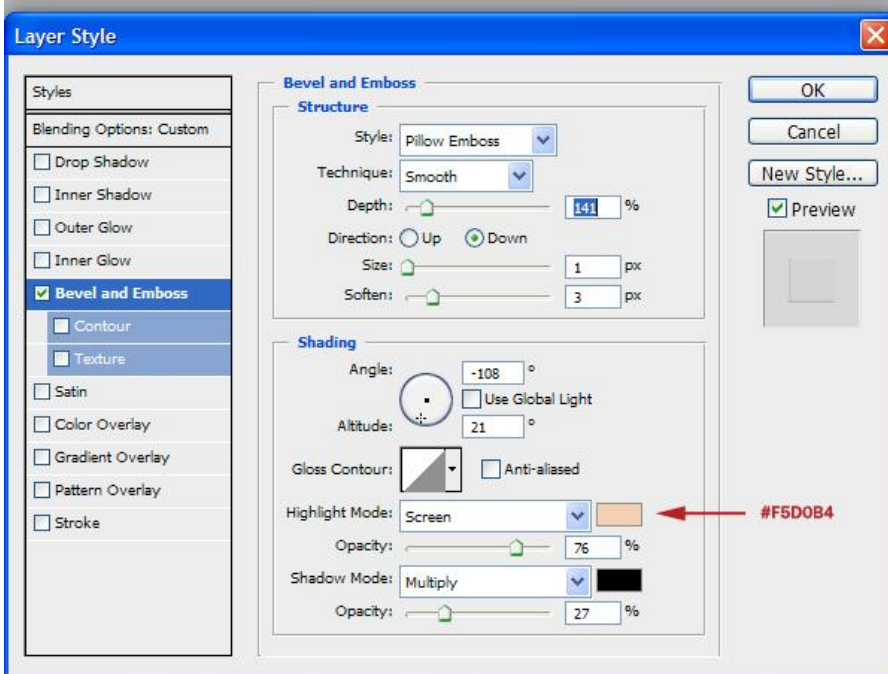 Layer Style
Styles
Blending Options: Custom
Drop Shadow
Inner Shadow
Outer Glow
Inner Glow
Bevel and Emboss
Contour
Texture
Satin
Color Overlay
Gradient Overlay
Pattern Overlay
Stroke
Bevel and Emboss
Structure
Style: Pillow Emboss
Technique: Smooth
Depth: 141 %
Direction: Up Down
Size: 1 px
Soften: 3 px
Shading
Angle: -108 °
Use Global Light
Altitude: 21 °
Gloss Contour: Anti-aliased
Highlight Mode: Screen #F5D0B4
Opacity: 76 %
Shadow Mode: Multiply
Opacity: 27 %
OK
Cancel
New Style...
Preview